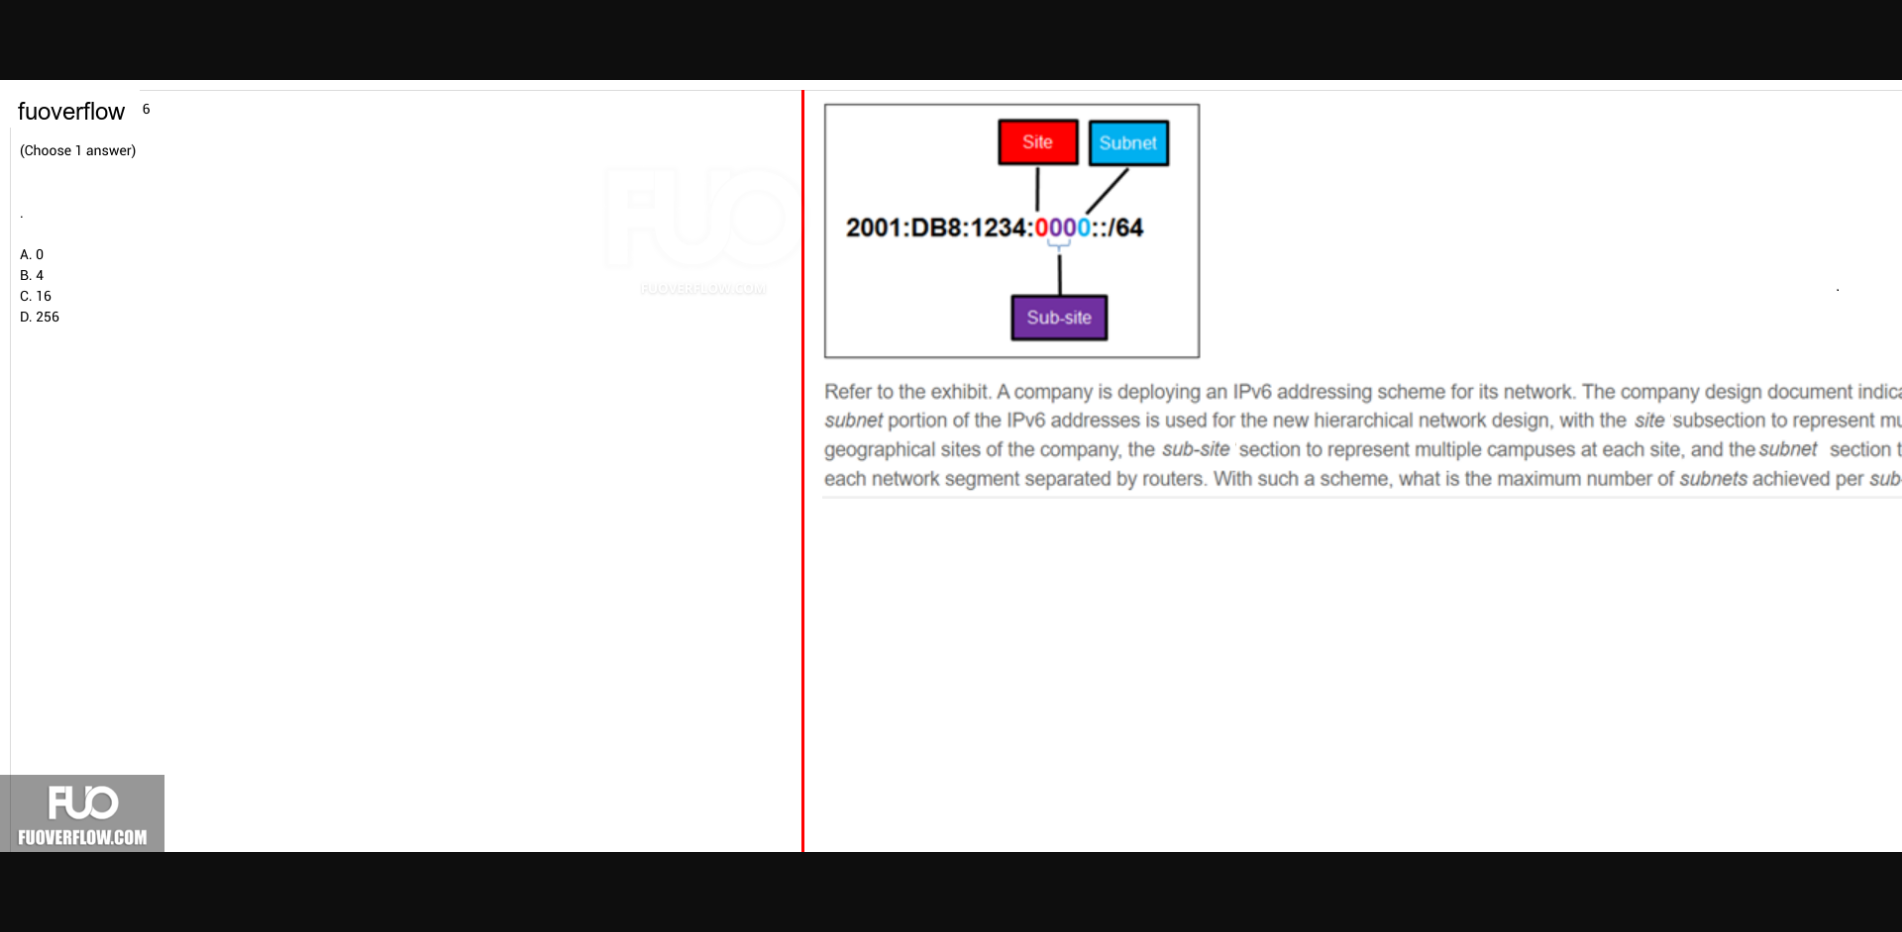 fuoverflow 6
(Choose 1 answer)
.
A. 0
B. 4
C. 16
D. 256
FUO
FUOVERFLOW.COM
Site
Subnet
2001:DB8:1234:0000::/64
Sub-site
Refer to the exhibit. A company is deploying an IPv6 addressing scheme for its network. The company design document indica
subnet portion of the IPv6 addresses is used for the new hierarchical network design, with the site subsection to represent mu
geographical sites of the company, the sub-site section to represent multiple campuses at each site, and the subnet section t
each network segment separated by routers. With such a scheme, what is the maximum number of subnets achieved per sub-
FUO
FUOVERFLOW.COM